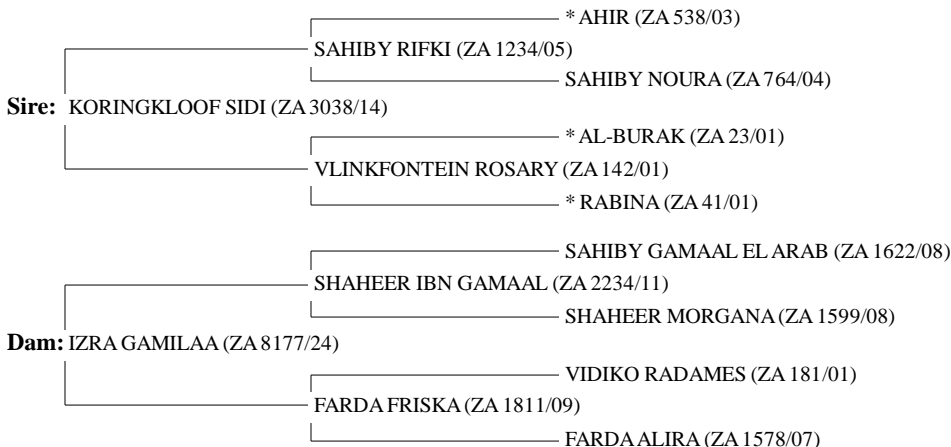 * AHIR (ZA 538/03)
SAHIBY RIFKI (ZA 1234/05)
SAHIBY NOURA (ZA 764/04)
Sire: KORINGKLOOF SIDI (ZA 3038/14)
* AL-BURAK (ZA 23/01)
VLINKFONTEIN ROSARY (ZA 142/01)
* RABINA (ZA 41/01)
SAHIBY GAMAAL EL ARAB (ZA 1622/08)
SHAHEER IBN GAMAAL (ZA 2234/11)
SHAHEER MORGANA (ZA 1599/08)
Dam: IZRA GAMILAA (ZA 8177/24)
VIDIKO RADAMES (ZA 181/01)
FARDA FRISKA (ZA 1811/09)
FARDA ALIRA (ZA 1578/07)